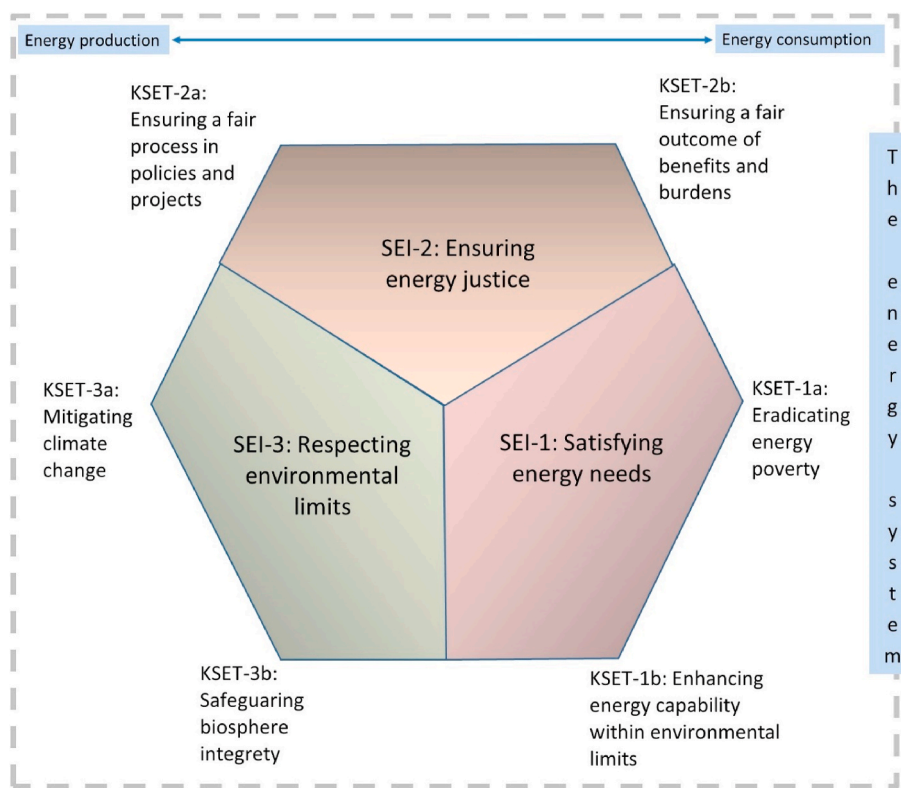 Energy production
Energy consumption
KSET-2a:
Ensuring a fair
process in
policies and
projects
KSET-2b:
Ensuring a fair
outcome of
benefits and
burdens
SEI-2: Ensuring
energy justice
KSET-3a:
Mitigating
climate
change
SEI-3: Respecting
environmental
limits
SEI-1: Satisfying
energy needs
KSET-1a:
Eradicating
energy
poverty
KSET-3b:
Safeguaring
biosphere
integrety
KSET-1b: Enhancing
energy capability
within environmental
limits
The energy system